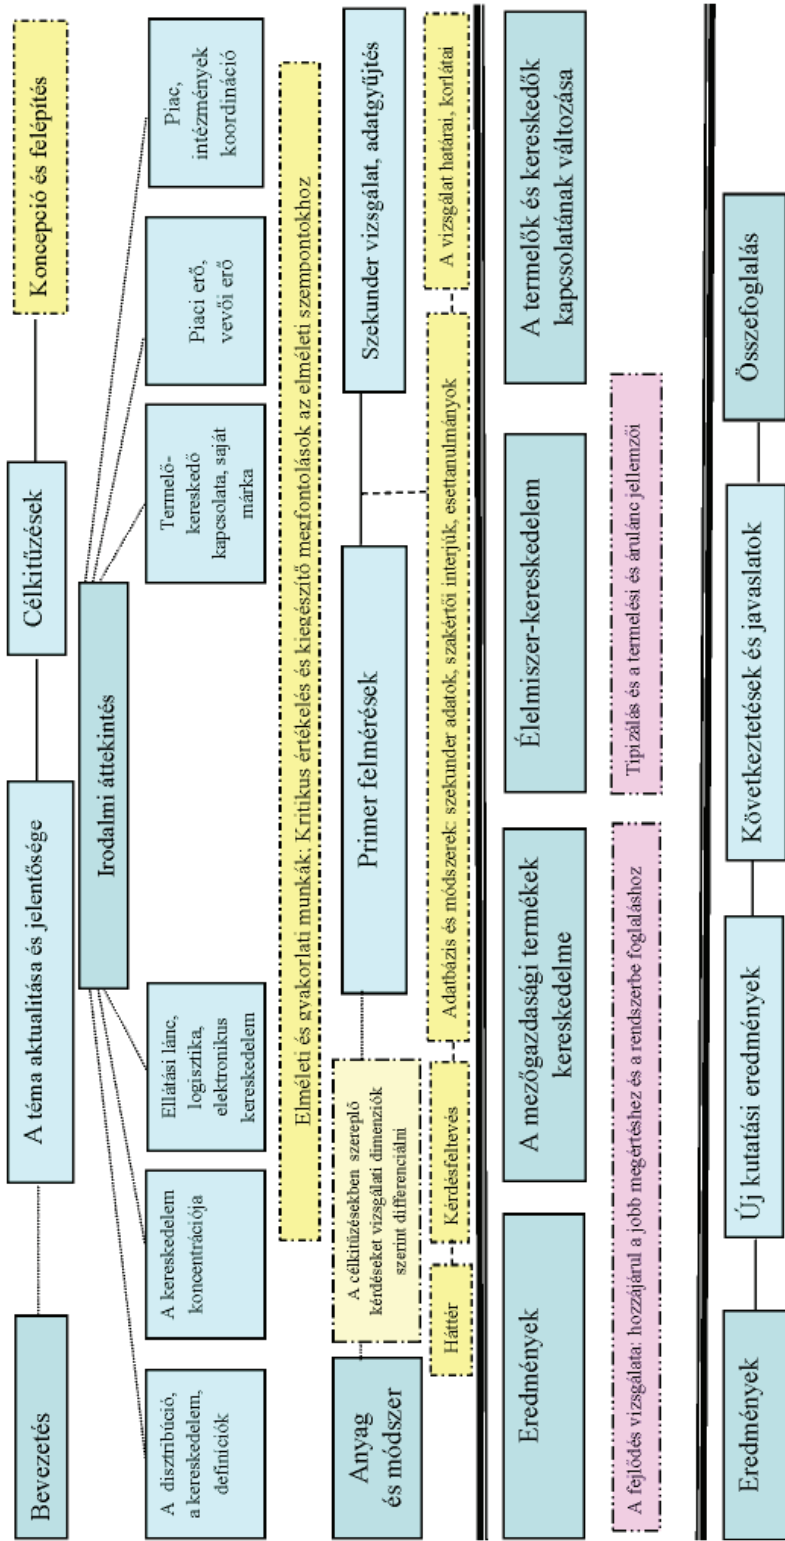 Bevezetés
A téma aktualitása és jelentősége
Célkitűzések
Koncepció és felépítés
Irodalmi áttekintés
A disztribúció,
a kereskedelem,
definíciók
A kereskedelem
koncentrációja
Ellátási lánc,
logisztika,
elektronikus
kereskedelem
Termelő-
kereskedő
kapcsolata, saját
márka
Piaci erő,
vevői erő
Piac,
intézmények
koordináció
Elméleti és gyakorlati munkák: Kritikus értékelés és kiegészítő megfontolások az elméleti szempontokhoz
Anyag
és módszer
A célkitűzésekben szereplő
kérdéseket vizsgálati dimenziók
szerint differenciálni
Primer felmérések
Szekunder vizsgálat, adatgyűjtés
Háttér
Kérdésfeltevés
Adatbázis és módszerek: szekunder adatok, szakértői interjúk, esettanulmányok
A vizsgálat határai, korlátai
Eredmények
A mezőgazdasági termékek
kereskedelme
Élelmiszer-kereskedelem
A termelők és kereskedők
kapcsolatának változása
A fejlődés vizsgálata: hozzájárul a jobb megértéshez és a rendszerbe foglaláshoz
Tipizálás és a termelési és árulánc jellemzői
Eredmények
Új kutatási eredmények
Következtetések és javaslatok
Összefoglalás